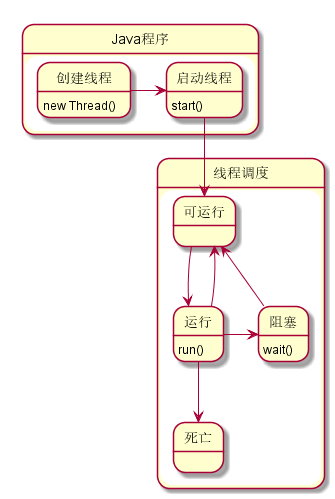 Java程序
创建线程
new Thread()
启动线程
start()
线程调度
可运行
运行
run()
阻塞
wait()
死亡